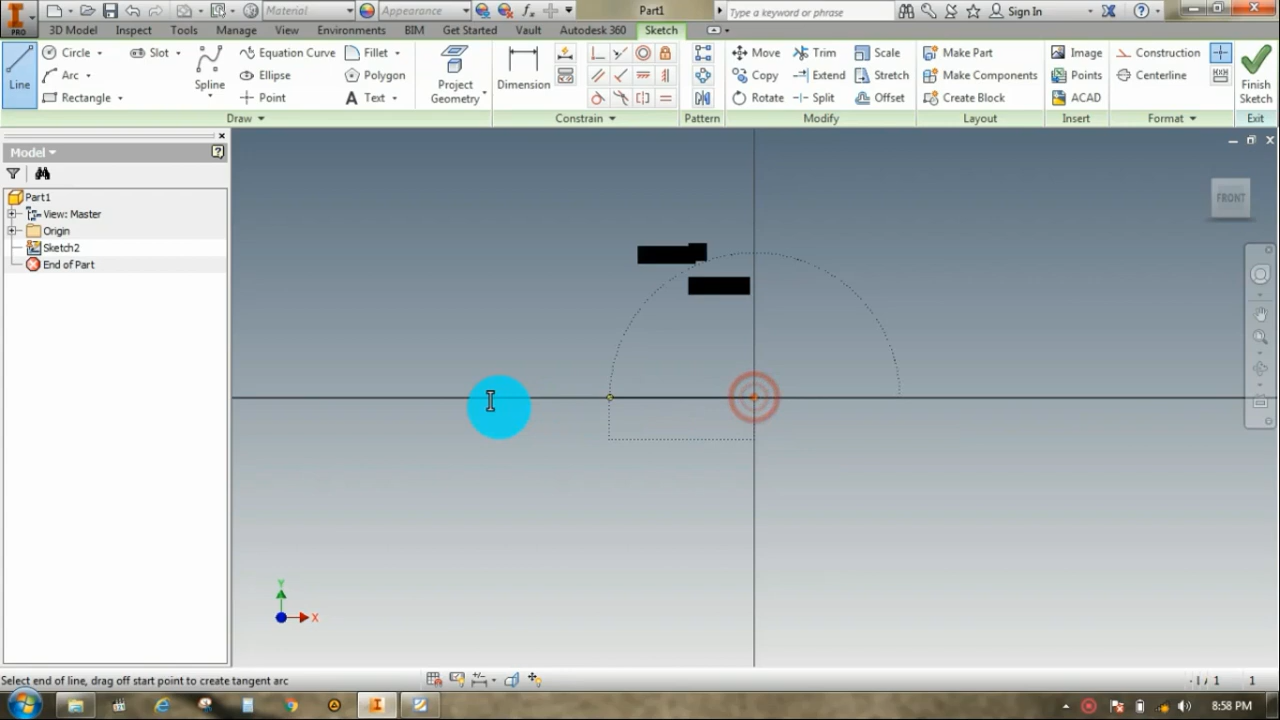 Material
Appearance
fx
Part1
Type a keyword or phrase
Sign In
PRO
3D Model
Inspect
Tools
Manage
View
Environments
BIM
Get Started
Vault
Autodesk 360
Sketch
Line
Circle
Arc
Rectangle
Slot
Spline
Equation Curve
Ellipse
Point
Fillet
Polygon
A Text
Project
Geometry
Dimension
Move
Copy
Rotate
Trim
Extend
Split
Scale
Stretch
Offset
Make Part
Make Components
Create Block
Image
Points
ACAD
Construction
Centerline
Finish
Sketch
Draw
Constrain
Pattern
Modify
Layout
Insert
Format
Exit
Model
Part1
View: Master
Origin
Sketch2
End of Part
FRONT
Y
X
Select end of line, drag off start point to create tangent arc
1
8:58 PM